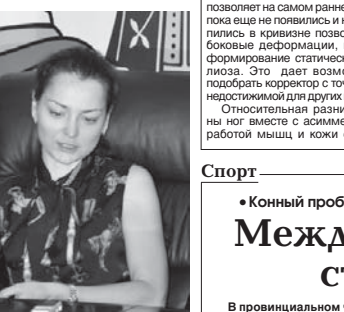 позволяет на самом ранне
пока еще не появились и
пились в кривизне позво
боковые деформации,
формирование статическ
лиоза. Это дает возмо
подобрать корректор с точ
недостижимой для других
Относительная разни
ны ног вместе с асимме
работой мышц и кожи
Спорт
• Конный проб
Межд
ст
В провинциальном